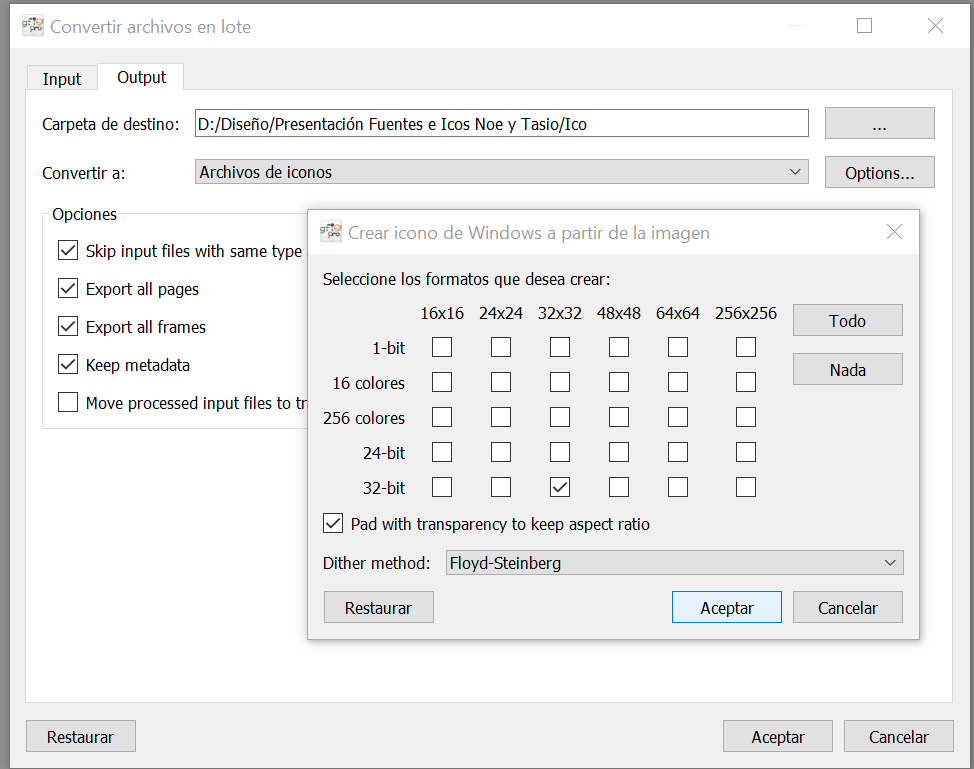 Convertir archivos en lote
Input Output
Carpeta de destino: D:/Diseño/Presentación Fuentes e Icos Noe y Tasio/Ico ...
Convertir a: Archivos de iconos Options...
Opciones
Skip input files with same type
Export all pages
Export all frames
Keep metadata
Move processed input files to tr
Crear icono de Windows a partir de la imagen
Seleccione los formatos que desea crear:
16x16 24x24 32x32 48x48 64x64 256x256
Todo
1-bit
Nada
16 colores
256 colores
24-bit
32-bit
Pad with transparency to keep aspect ratio
Dither method: Floyd-Steinberg
Restaurar Aceptar Cancelar
Restaurar Aceptar Cancelar